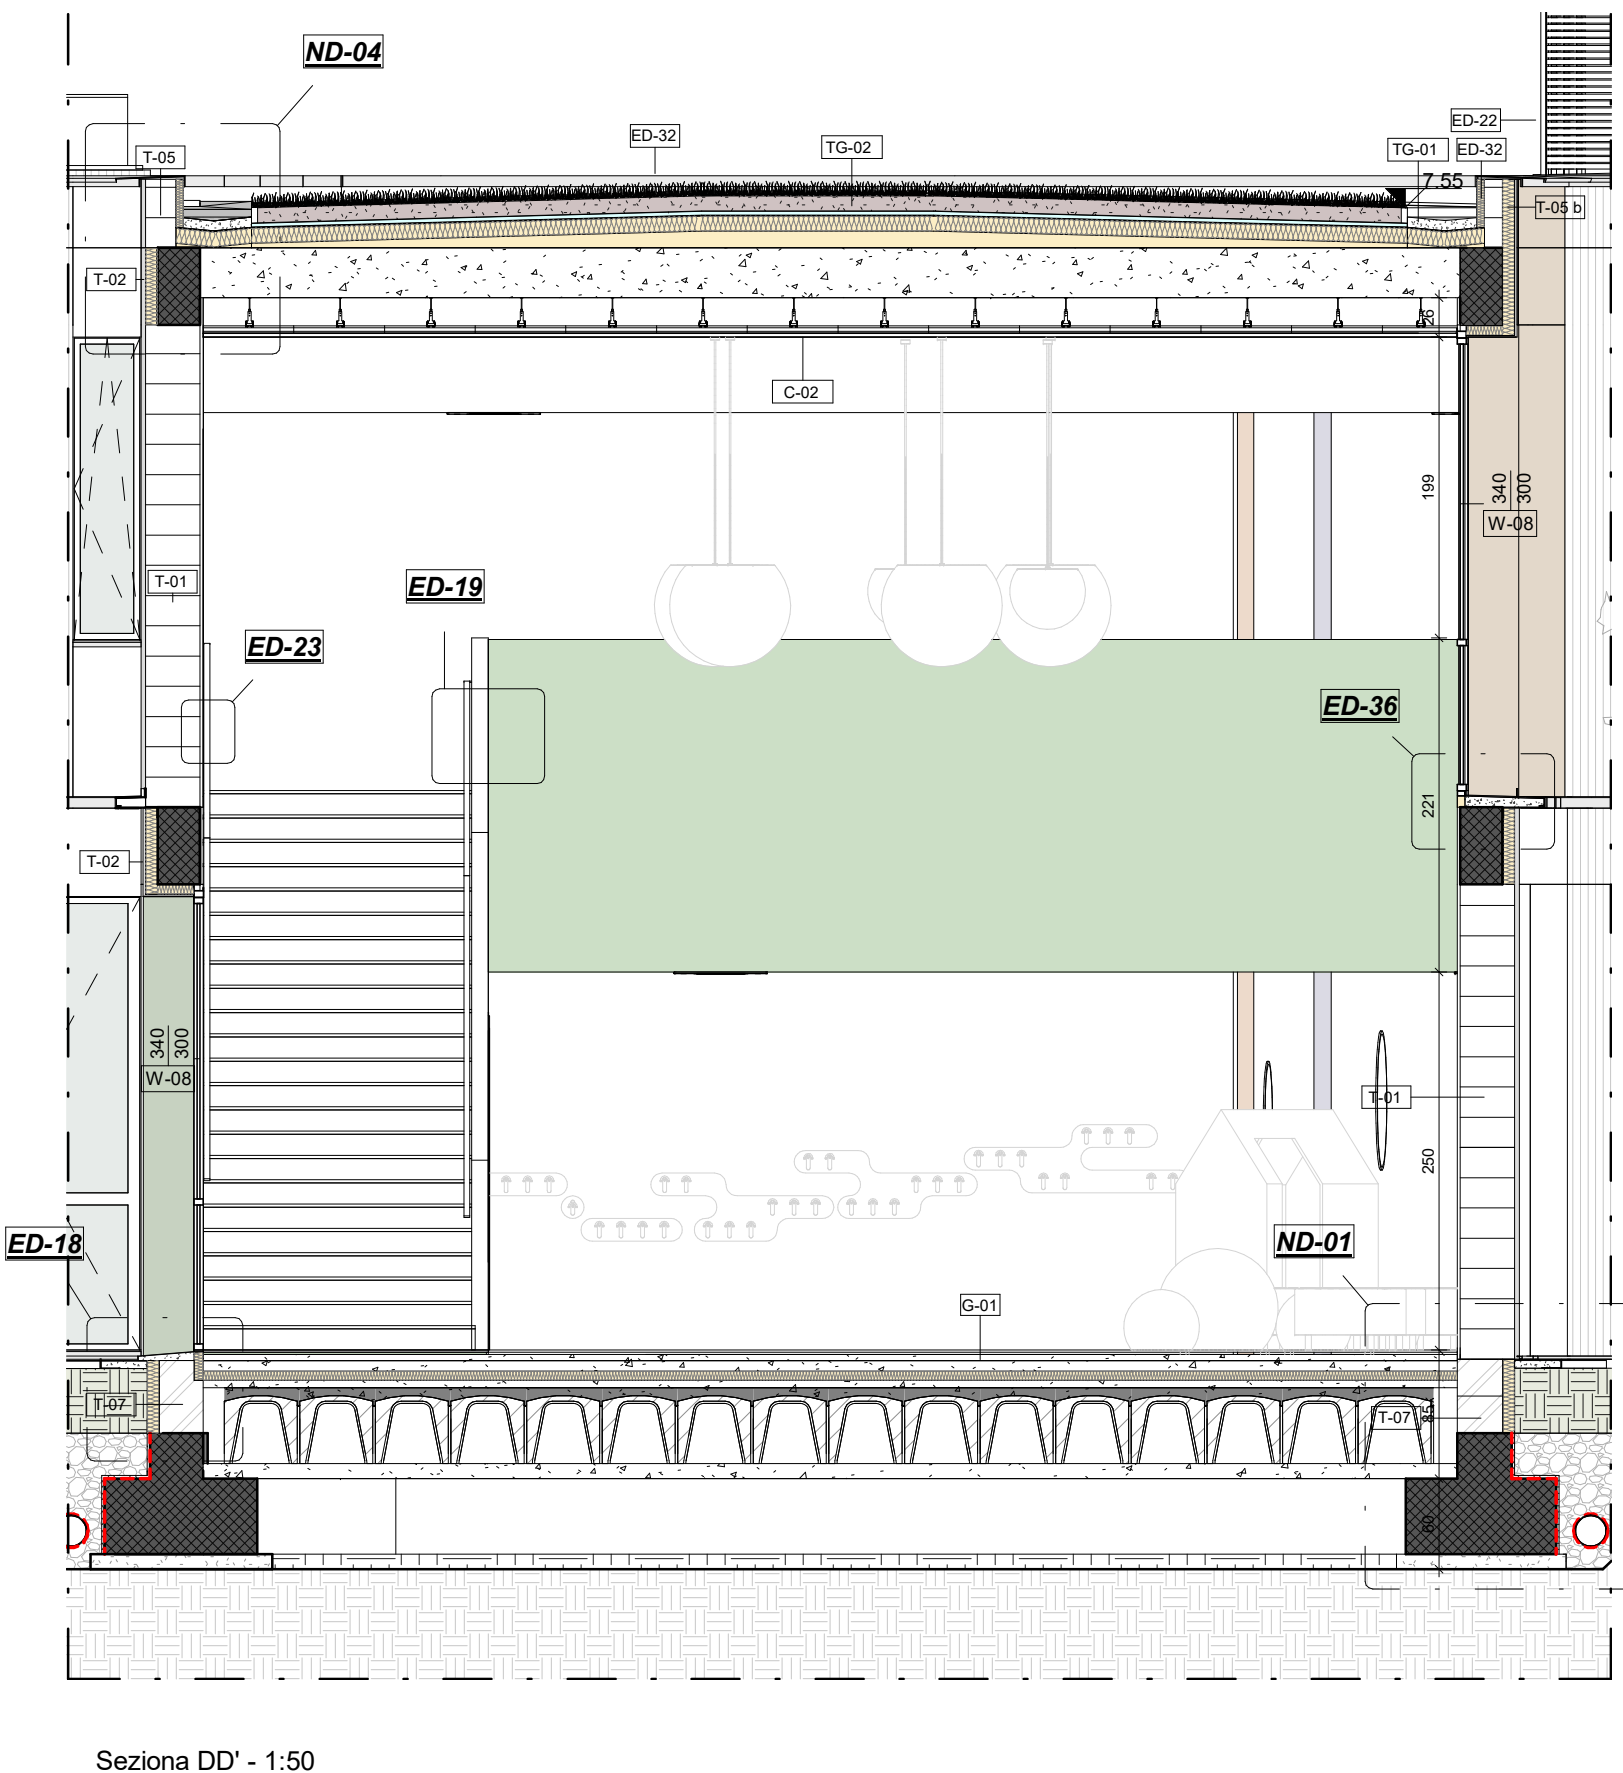 ND-04
ED-22
ED-32
TG-02
TG-01
ED-32
T-05
7.55
T-05 b
T-02
26
C-02
199
340
300
W-08
T-01
ED-19
ED-23
ED-36
221
T-02
340
300
W-08
T-01
250
ED-18
ND-01
G-01
T-07
85
T-07
60
Seziona DD' - 1:50